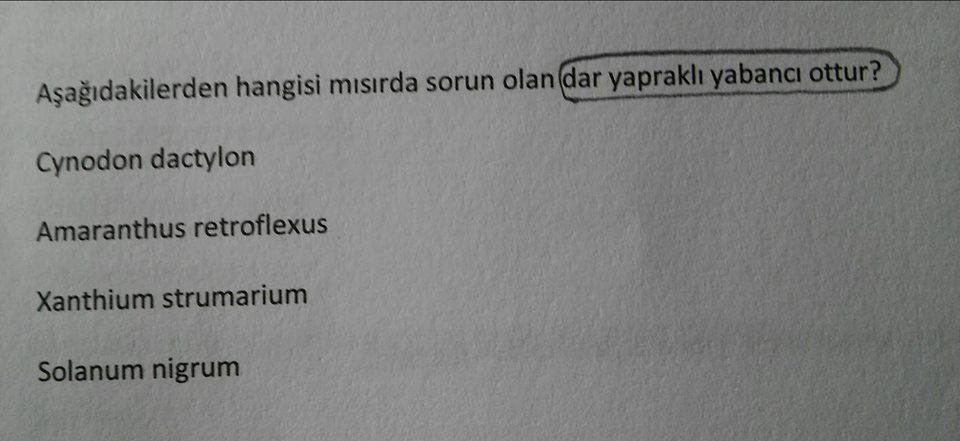 Aşağıdakilerden hangisi mısırda sorun olan dar yapraklı yabancı ottur?
Cynodon dactylon
Amaranthus retroflexus
Xanthium strumarium
Solanum nigrum